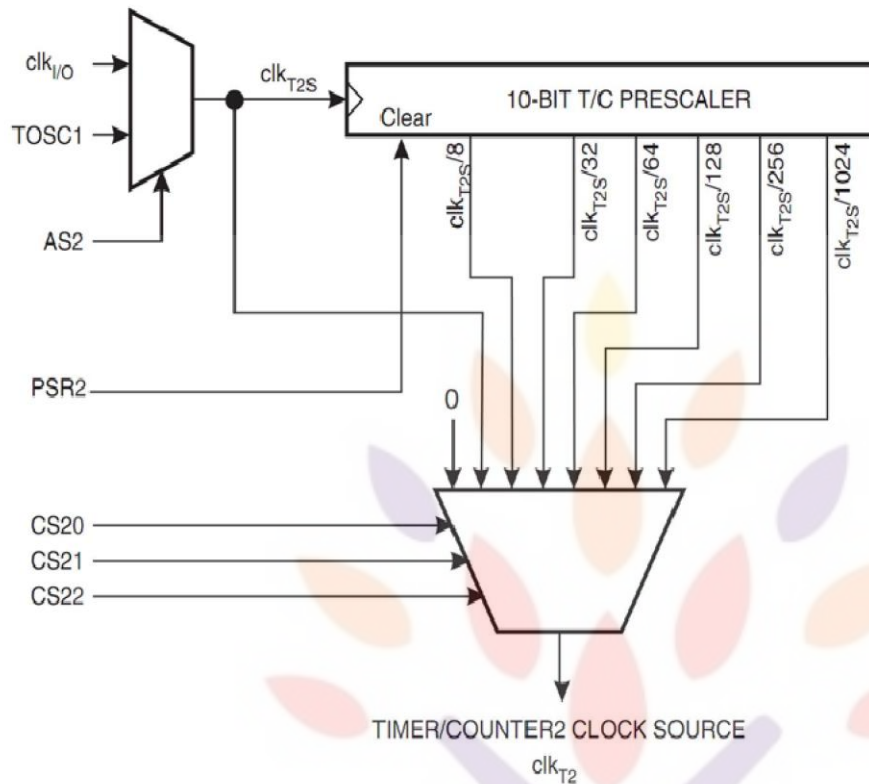 clkI/O
clkT2S
10-BIT T/C PRESCALER
TOSC1
Clear
clkT2S/8
clkT2S/32
clkT2S/64
clkT2S/128
clkT2S/256
clkT2S/1024
AS2
PSR2
0
CS20
CS21
CS22
TIMER/COUNTER2 CLOCK SOURCE
clkT2